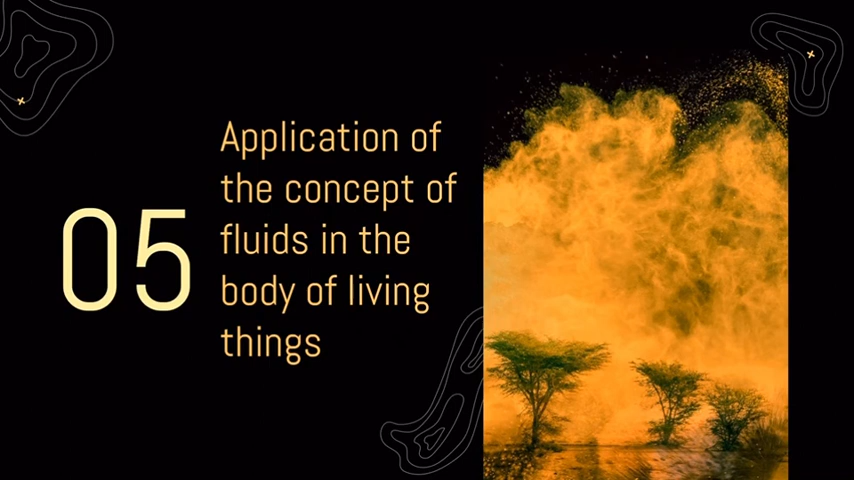 05
Application of
the concept of
fluids in the
body of living
things